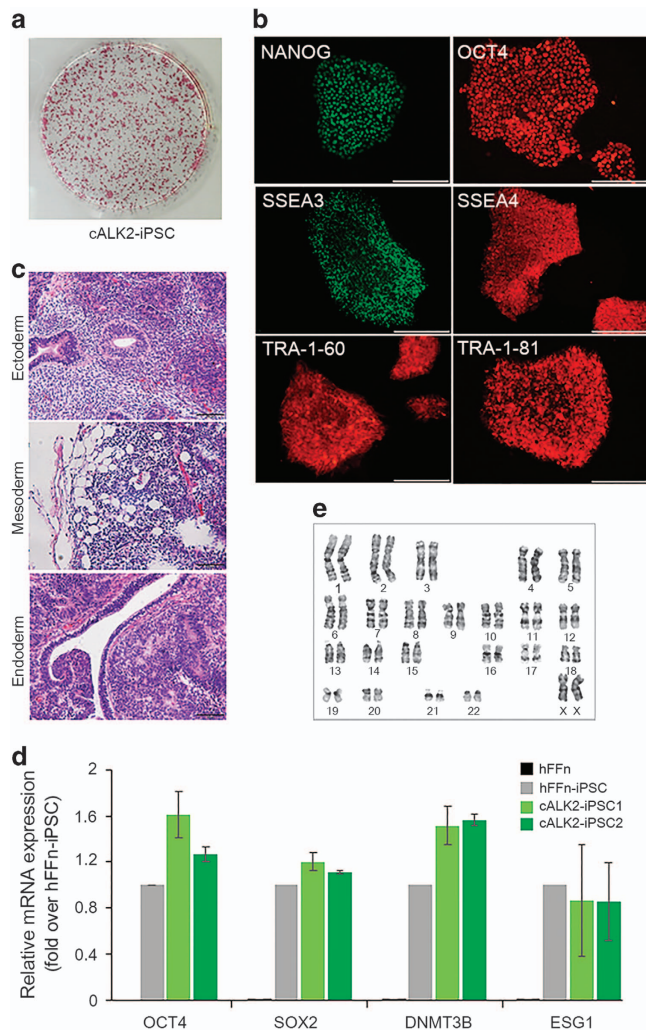 a
cALK2-iPSC
b
NANOG
OCT4
SSEA3
SSEA4
TRA-1-60
TRA-1-81
c
Ectoderm
Mesoderm
Endoderm
e
1 2 3 4 5
6 7 8 9 10 11 12
13 14 15 16 17 18
19 20 21 22 X X
d
Relative mRNA expression
(fold over hFFn-iPSC)
2
1.6
1.2
0.8
0.4
0
hFFn
hFFn-iPSC
cALK2-iPSC1
cALK2-iPSC2
OCT4 SOX2 DNMT3B ESG1